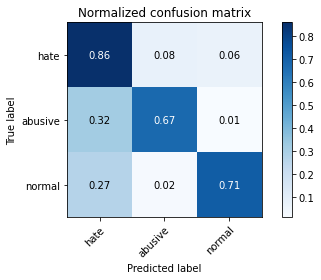 Normalized confusion matrix
True label
hate
abusive
normal
0.86 0.08 0.06
0.32 0.67 0.01
0.27 0.02 0.71
hate
abusive
normal
Predicted label
0.8
0.7
0.6
0.5
0.4
0.3
0.2
0.1